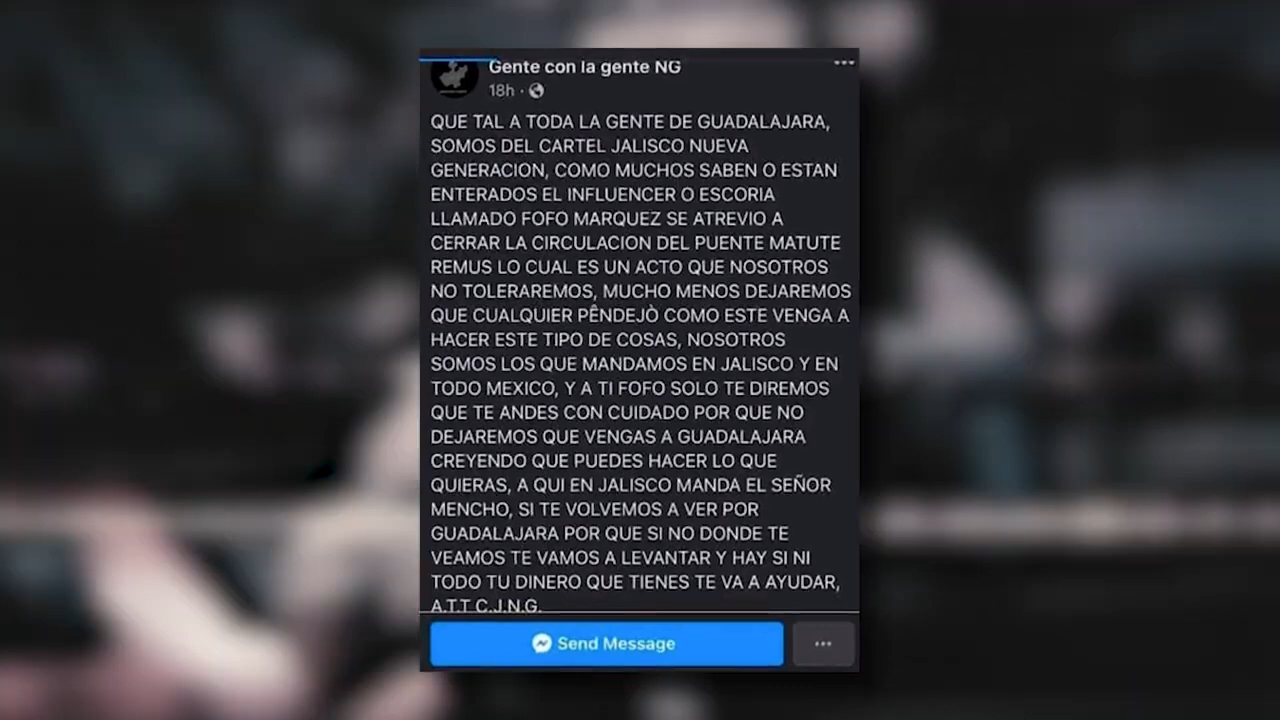 Gente con la gente NG
18h ·
QUE TAL A TODA LA GENTE DE GUADALAJARA,
SOMOS DEL CARTEL JALISCO NUEVA
GENERACION, COMO MUCHOS SABEN O ESTAN
ENTERADOS EL INFLUENCER O ESCORIA
LLAMADO FOFO MARQUEZ SE ATREVIO A
CERRAR LA CIRCULACION DEL PUENTE MATUTE
REMUS LO CUAL ES UN ACTO QUE NOSOTROS
NO TOLERAREMOS, MUCHO MENOS DEJAREMOS
QUE CUALQUIER PÊNDEJÒ COMO ESTE VENGA A
HACER ESTE TIPO DE COSAS, NOSOTROS
SOMOS LOS QUE MANDAMOS EN JALISCO Y EN
TODO MEXICO, Y A TI FOFO SOLO TE DIREMOS
QUE TE ANDES CON CUIDADO POR QUE NO
DEJAREMOS QUE VENGAS A GUADALAJARA
CREYENDO QUE PUEDES HACER LO QUE
QUIERAS, A QUI EN JALISCO MANDA EL SEÑOR
MENCHO, SI TE VOLVEMOS A VER POR
GUADALAJARA POR QUE SI NO DONDE TE
VEAMOS TE VAMOS A LEVANTAR Y HAY SI NI
TODO TU DINERO QUE TIENES TE VA A AYUDAR,
A.T.T C.J.N.G.
Send Message